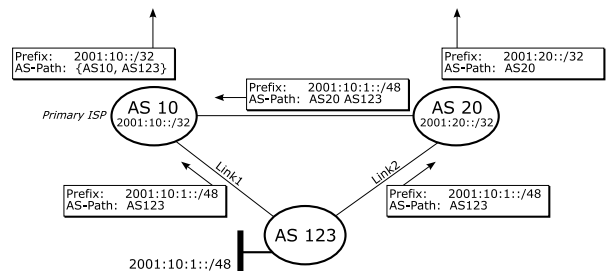 Prefix: 2001:10::/32
AS-Path: {AS10, AS123}
Prefix: 2001:20::/32
AS-Path: AS20
Prefix: 2001:10:1::/48
AS-Path: AS20 AS123
Primary ISP
AS 10
2001:10::/32
AS 20
2001:20::/32
Link1
Link2
Prefix: 2001:10:1::/48
AS-Path: AS123
Prefix: 2001:10:1::/48
AS-Path: AS123
AS 123
2001:10:1::/48